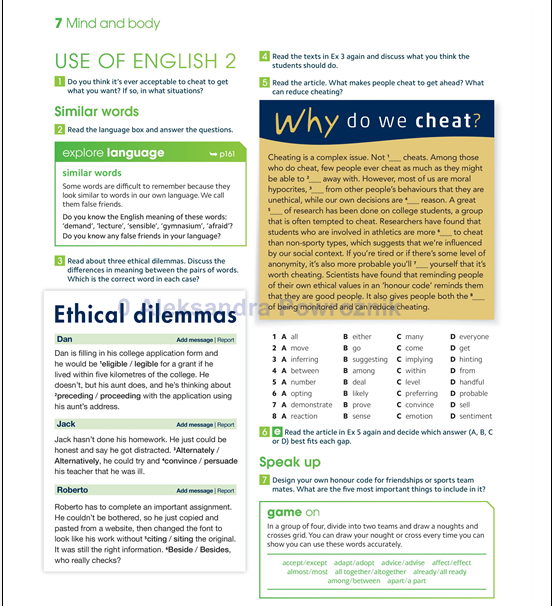 7 Mind and body
USE OF ENGLISH 2
1 Do you think it's ever acceptable to cheat to get
what you want? If so, in what situations?
Similar words
2 Read the language box and answer the questions.
explore language p161
similar words
Some words are difficult to remember because they
look similar to words in our own language. We call
them false friends.
Do you know the English meaning of these words:
'demand', 'lecture', 'sensible', 'gymnasium', 'afraid'?
Do you know any false friends in your language?
3 Read about three ethical dilemmas. Discuss the
differences in meaning between the pairs of words.
Which is the correct word in each case?
Ethical dilemmas
Dan Add message | Report
Dan is filling in his college application form and
he would be 1eligible / legible for a grant if he
lived within five kilometres of the college. He
doesn't, but his aunt does, and he's thinking about
2preceding / proceeding with the application using
his aunt's address.
Jack Add message | Report
Jack hasn't done his homework. He just could be
honest and say he got distracted. 3Alternately /
Alternatively, he could try and 4convince / persuade
his teacher that he was ill.
Roberto Add message | Report
Roberto has to complete an important assignment.
He couldn't be bothered, so he just copied and
pasted from a website, then changed the font to
look like his work without 5citing / siting the original.
It was still the right information. 6Beside / Besides,
who really checks?
4 Read the texts in Ex 3 again and discuss what you think the
students should do.
5 Read the article. What makes people cheat to get ahead? What
can reduce cheating?
Why do we cheat?
Cheating is a complex issue. Not 1___ cheats. Among those
who do cheat, few people ever cheat as much as they might
be able to 2___ away with. However, most of us are moral
hypocrites, 3___ from other people's behaviours that they are
unethical, while our own decisions are 4___ reason. A great
5___ of research has been done on college students, a group
that is often tempted to cheat. Researchers have found that
students who are involved in athletics are more 6___ to cheat
than non-sporty types, which suggests that we're influenced
by our social context. If you're tired or if there's some level of
anonymity, it's also more probable you'll 7___ yourself that it's
worth cheating. Scientists have found that reminding people
of their own ethical values in an 'honour code' reminds them
that they are good people. It also gives people both the 8___
of being monitored and can reduce cheating.
Aleksandra Powroźnik
1 A all B either C many D everyone
2 A move B go C come D get
3 A inferring B suggesting C implying D hinting
4 A between B among C within D from
5 A number B deal C level D handful
6 A opting B likely C preferring D probable
7 A demonstrate B prove C convince D sell
8 A reaction B sense C emotion D sentiment
6 Read the article in Ex 5 again and decide which answer (A, B, C
or D) best fits each gap.
Speak up
7 Design your own honour code for friendships or sports team
mates. What are the five most important things to include in it?
game on
In a group of four, divide into two teams and draw a noughts and
crosses grid. You can draw your nought or cross every time you can
show you can use these words accurately.
accept/except adapt/adopt advice/advise affect/effect
almost/most all together/altogether already/all ready
among/between apart/a part